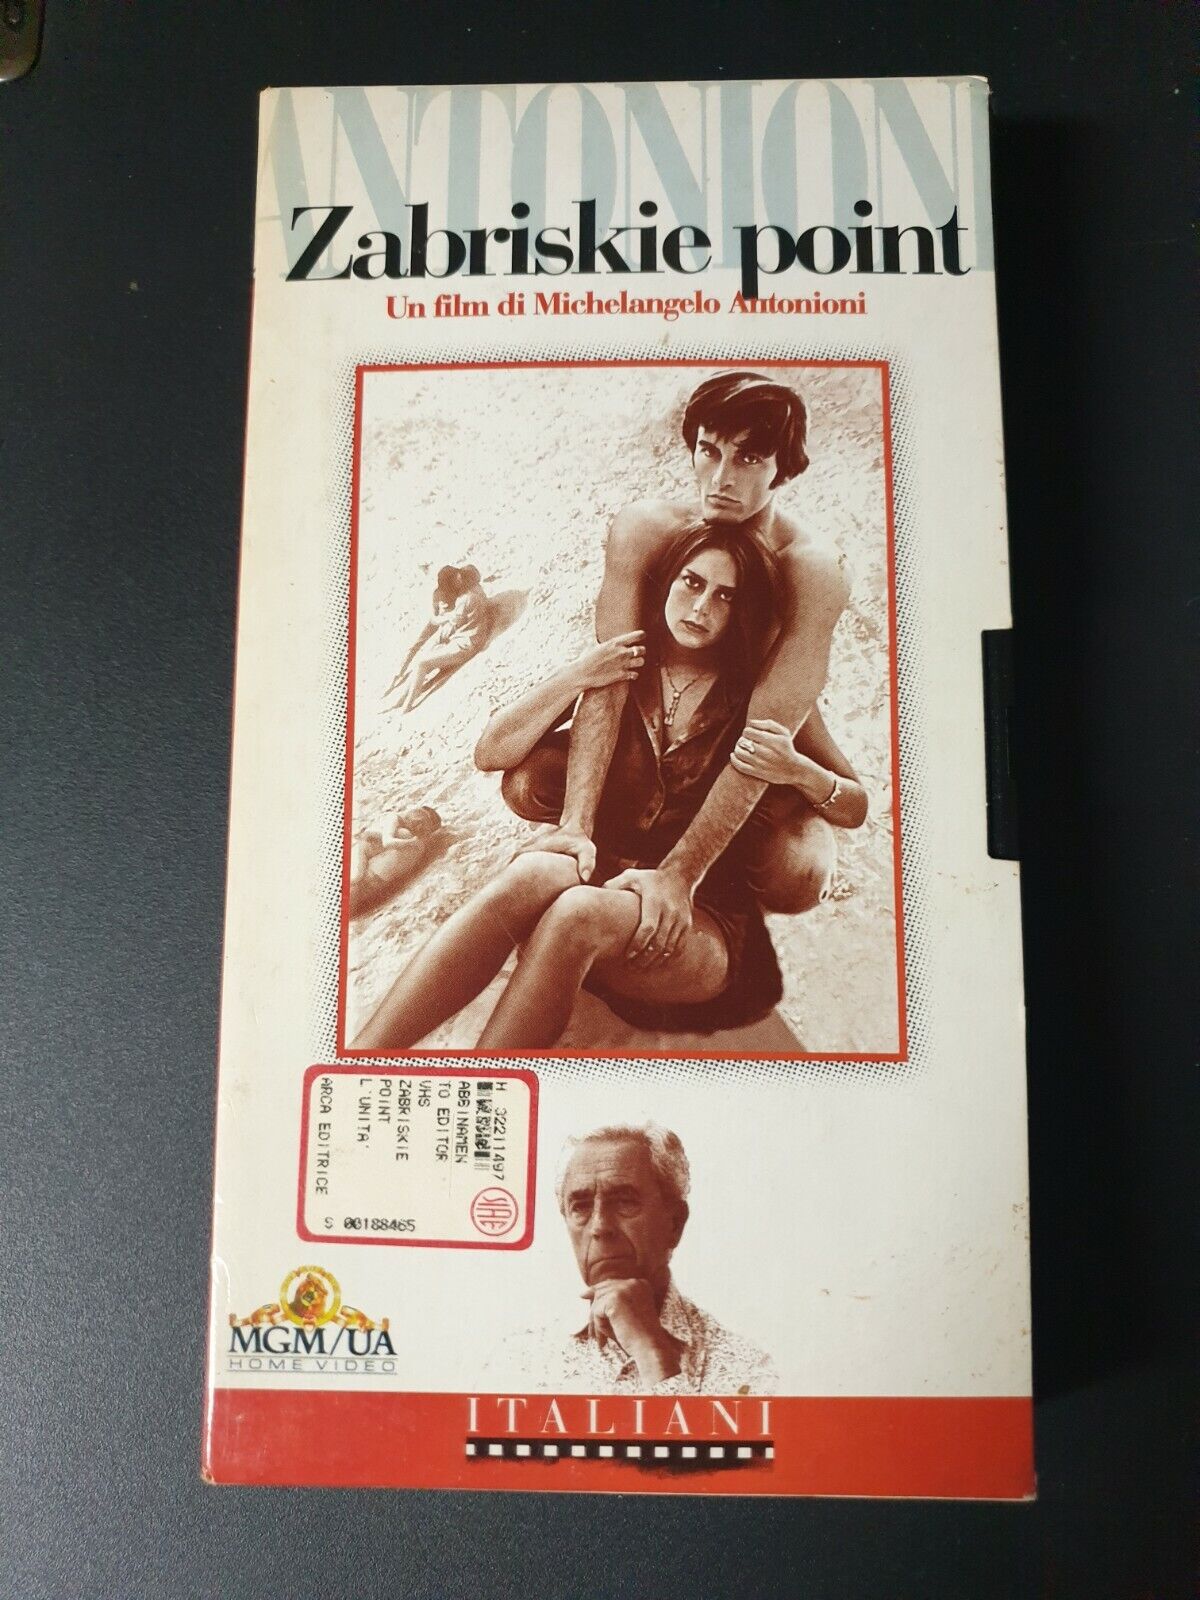 ANTONIONI
Zabriskie point
Un film di Michelangelo Antonioni
H 32211497
ABBINAMEN
TO EDITOR
VHS
ZABRISKIE
POINT
L'UNITA'
ARCA EDITRICE
S 00188465
SIAE
MGM/UA
HOME VIDEO
ITALIANI